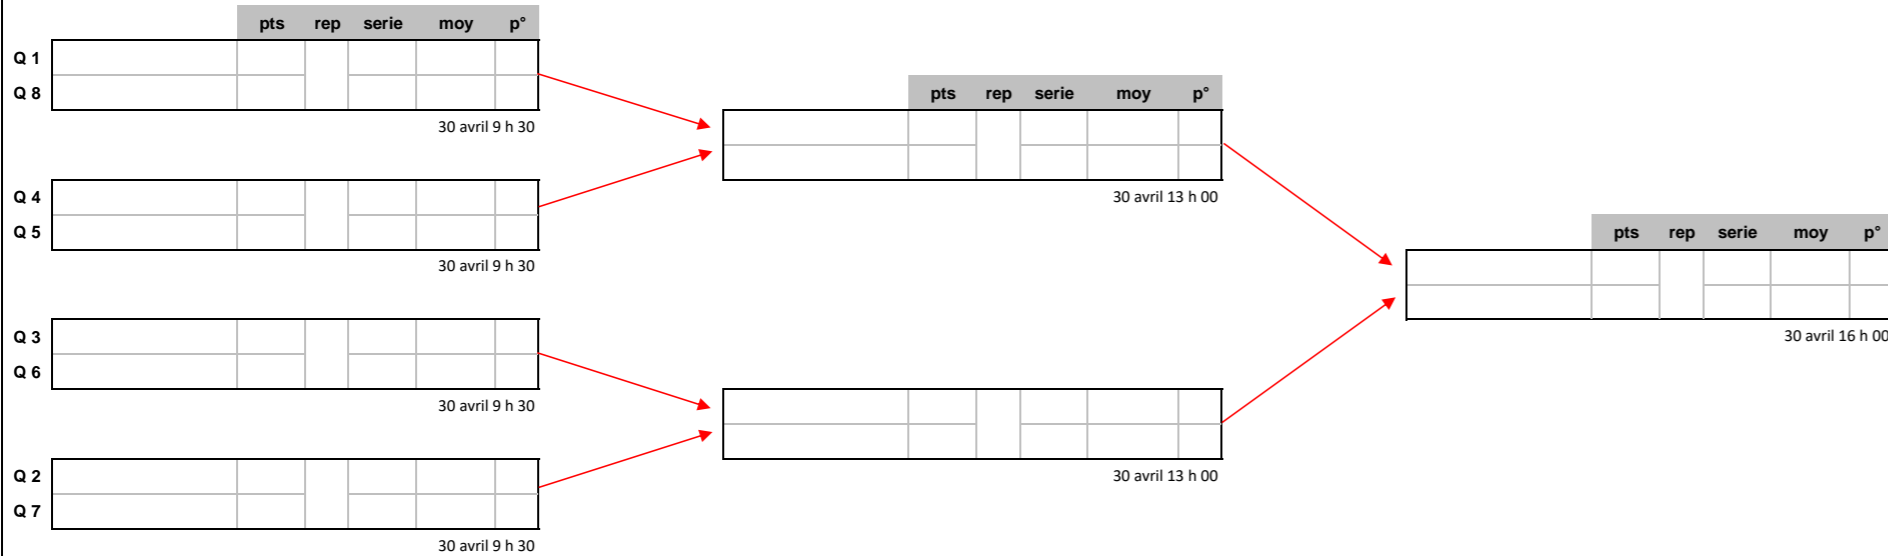 pts rep serie moy p°
Q 1
Q 8
30 avril 9 h 30
Q 4
Q 5
30 avril 9 h 30
Q 3
Q 6
30 avril 9 h 30
Q 2
Q 7
30 avril 9 h 30
pts rep serie moy p°
30 avril 13 h 00
30 avril 13 h 00
pts rep serie moy p°
30 avril 16 h 00